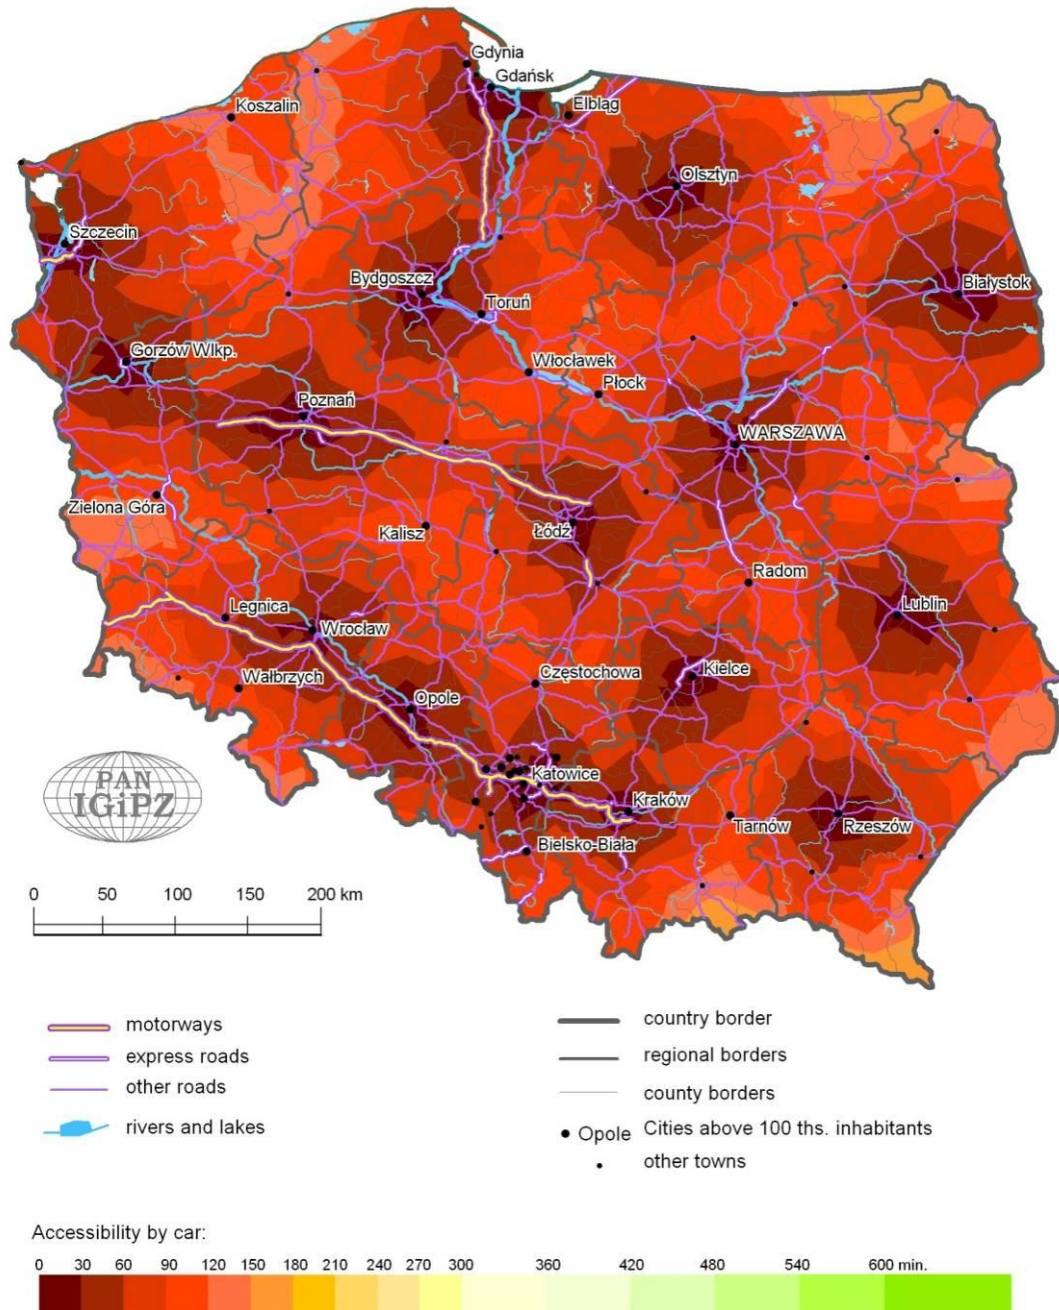 Gdynia
Gdańsk
Koszalin
Elbląg
Olsztyn
Szczecin
Bydgoszcz
Białystok
Toruń
Gorzów Wlkp.
Włocławek
Płock
Poznań
WARSZAWA
Zielona Góra
Kalisz
Łódź
Radom
Legnica
Lublin
Wrocław
Wałbrzych
Częstochowa
Kielce
Opole
PAN
IGiPZ
Katowice
Kraków
Tarnów
Rzeszów
Bielsko-Biała
0 50 100 150 200 km
motorways
express roads
other roads
rivers and lakes
country border
regional borders
county borders
Opole Cities above 100 ths. inhabitants
other towns
Accessibility by car:
0 30 60 90 120 150 180 210 240 270 300 360 420 480 540 600 min.